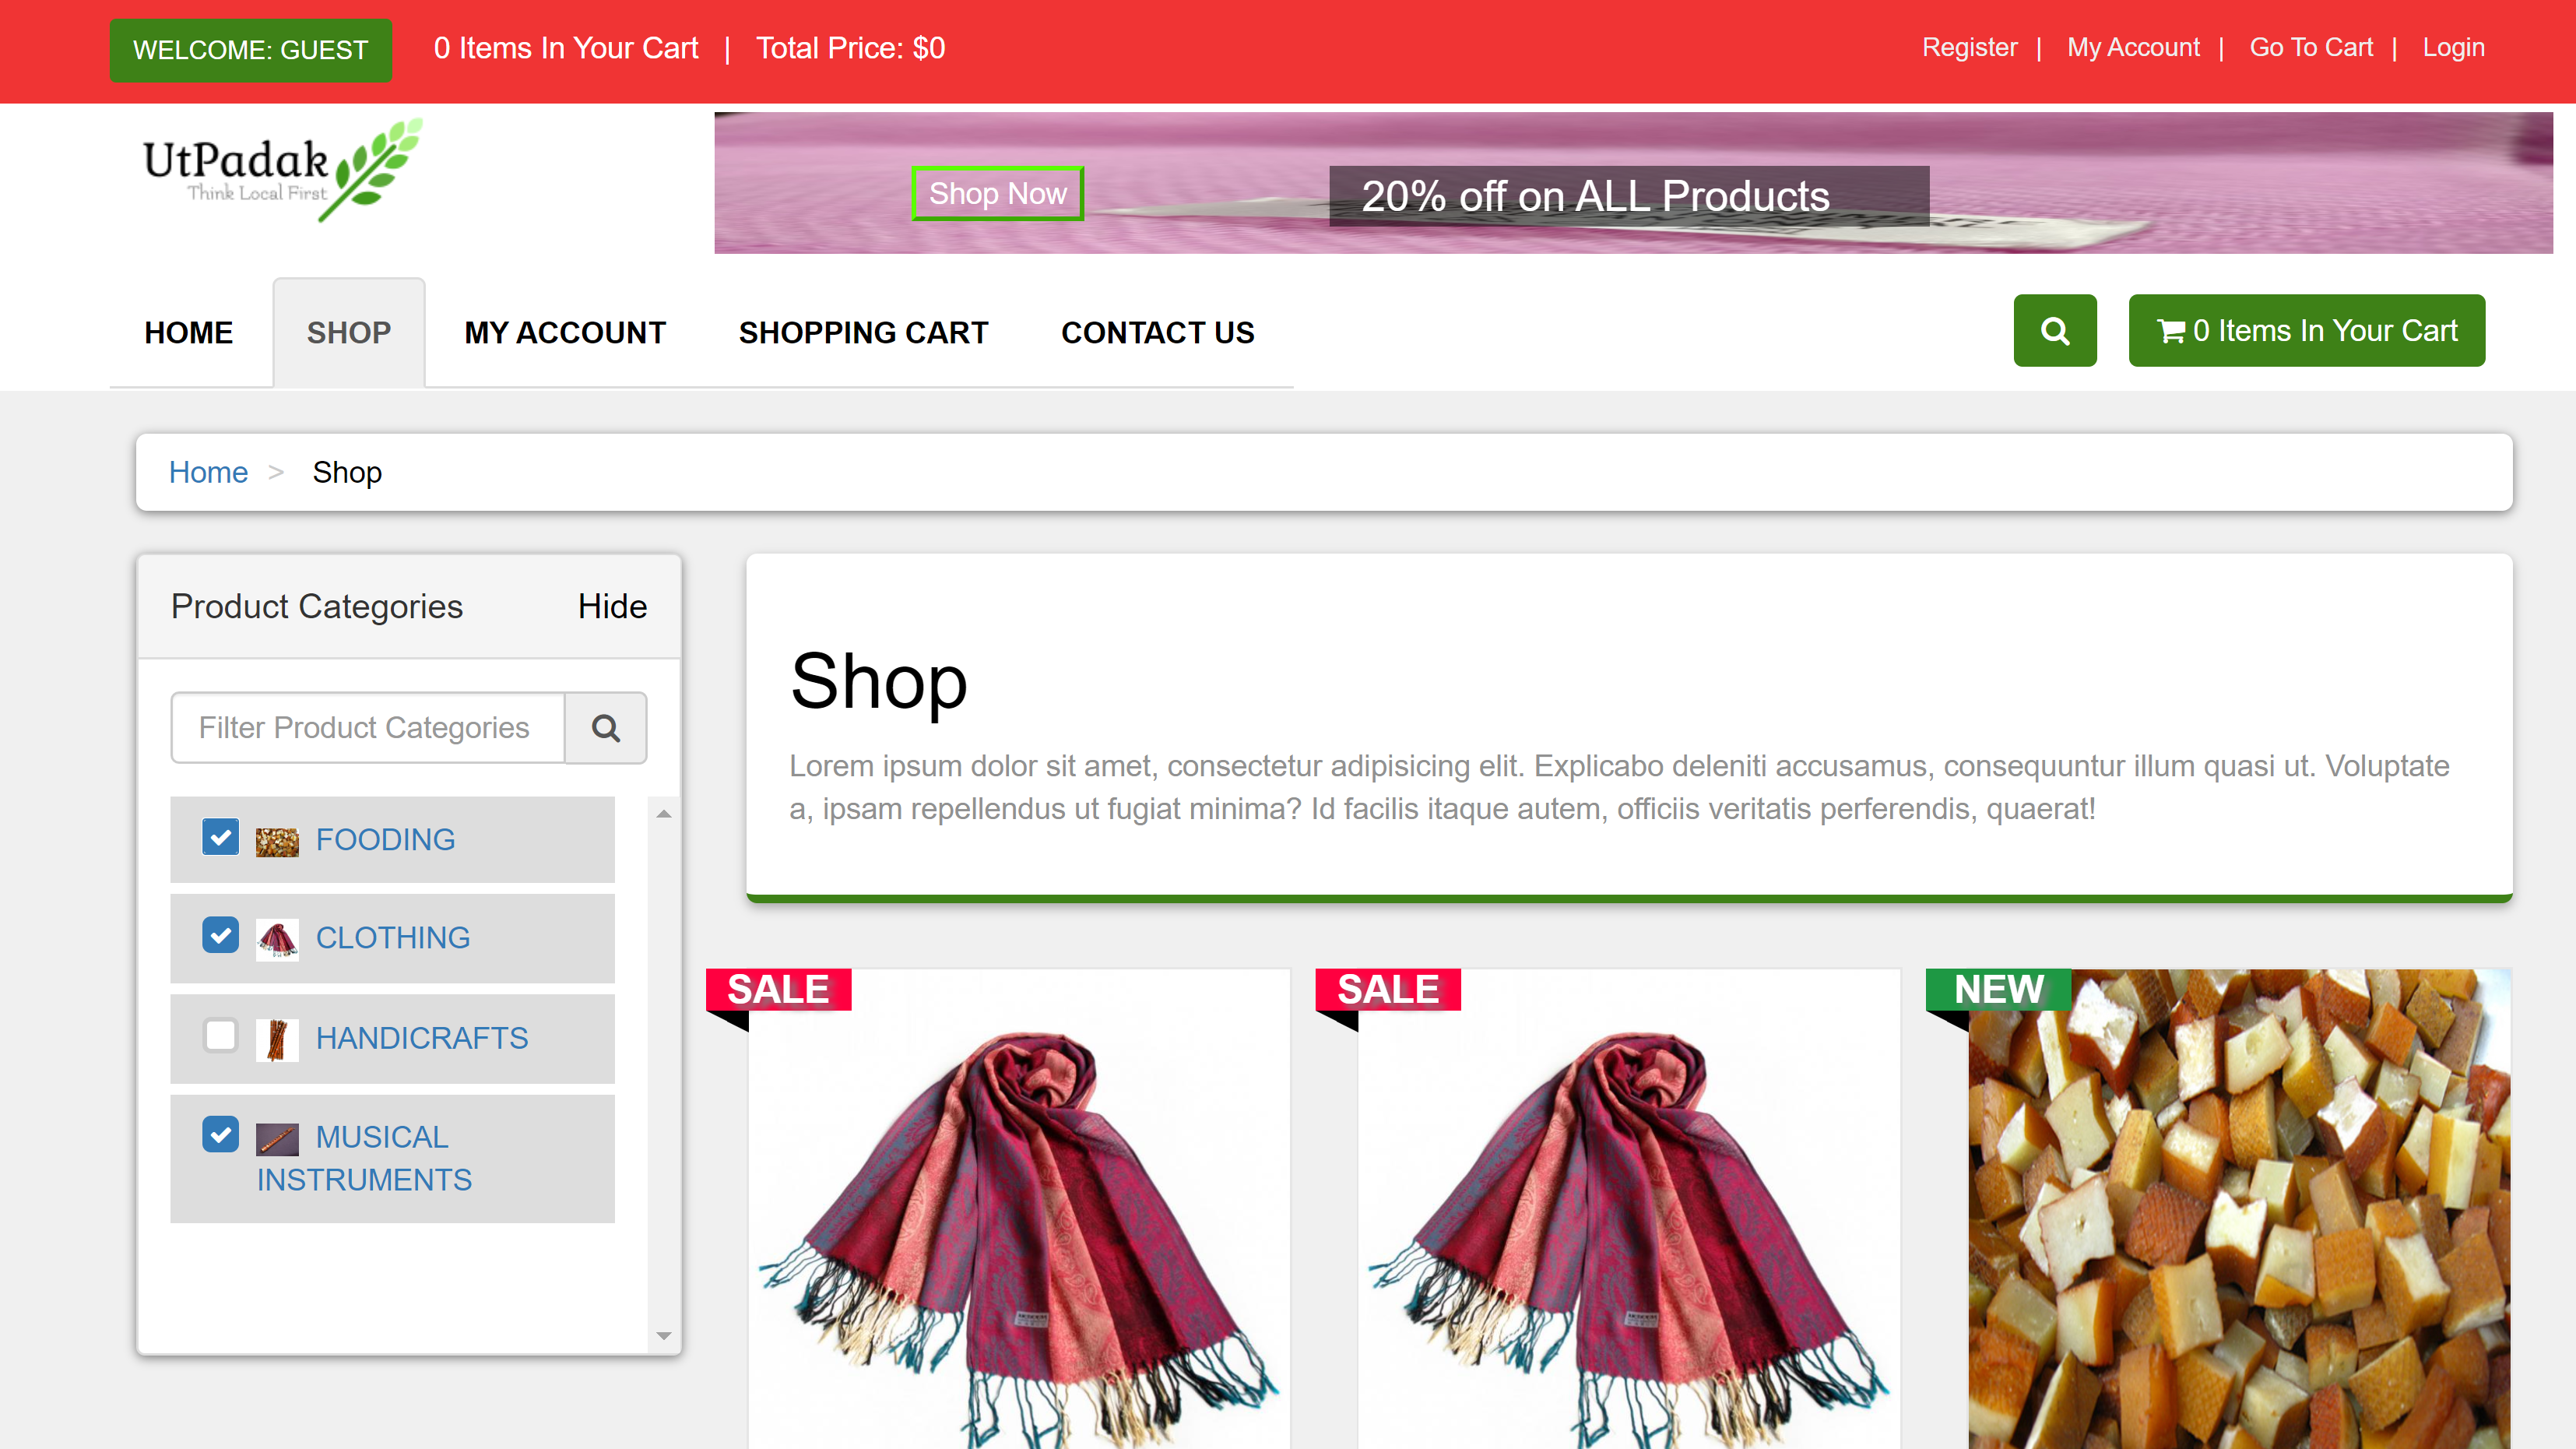 WELCOME: GUEST 0 Items In Your Cart | Total Price: $0 Register | My Account | Go To Cart | Login
UtPadak
Think Local First
Shop Now 20% off on ALL Products
HOME SHOP MY ACCOUNT SHOPPING CART CONTACT US 0 Items In Your Cart
Home > Shop
Product Categories Hide
Filter Product Categories
FOODING
CLOTHING
HANDICRAFTS
MUSICAL
INSTRUMENTS
Shop
Lorem ipsum dolor sit amet, consectetur adipisicing elit. Explicabo deleniti accusamus, consequuntur illum quasi ut. Voluptate
a, ipsam repellendus ut fugiat minima? Id facilis itaque autem, officiis veritatis perferendis, quaerat!
SALE SALE NEW